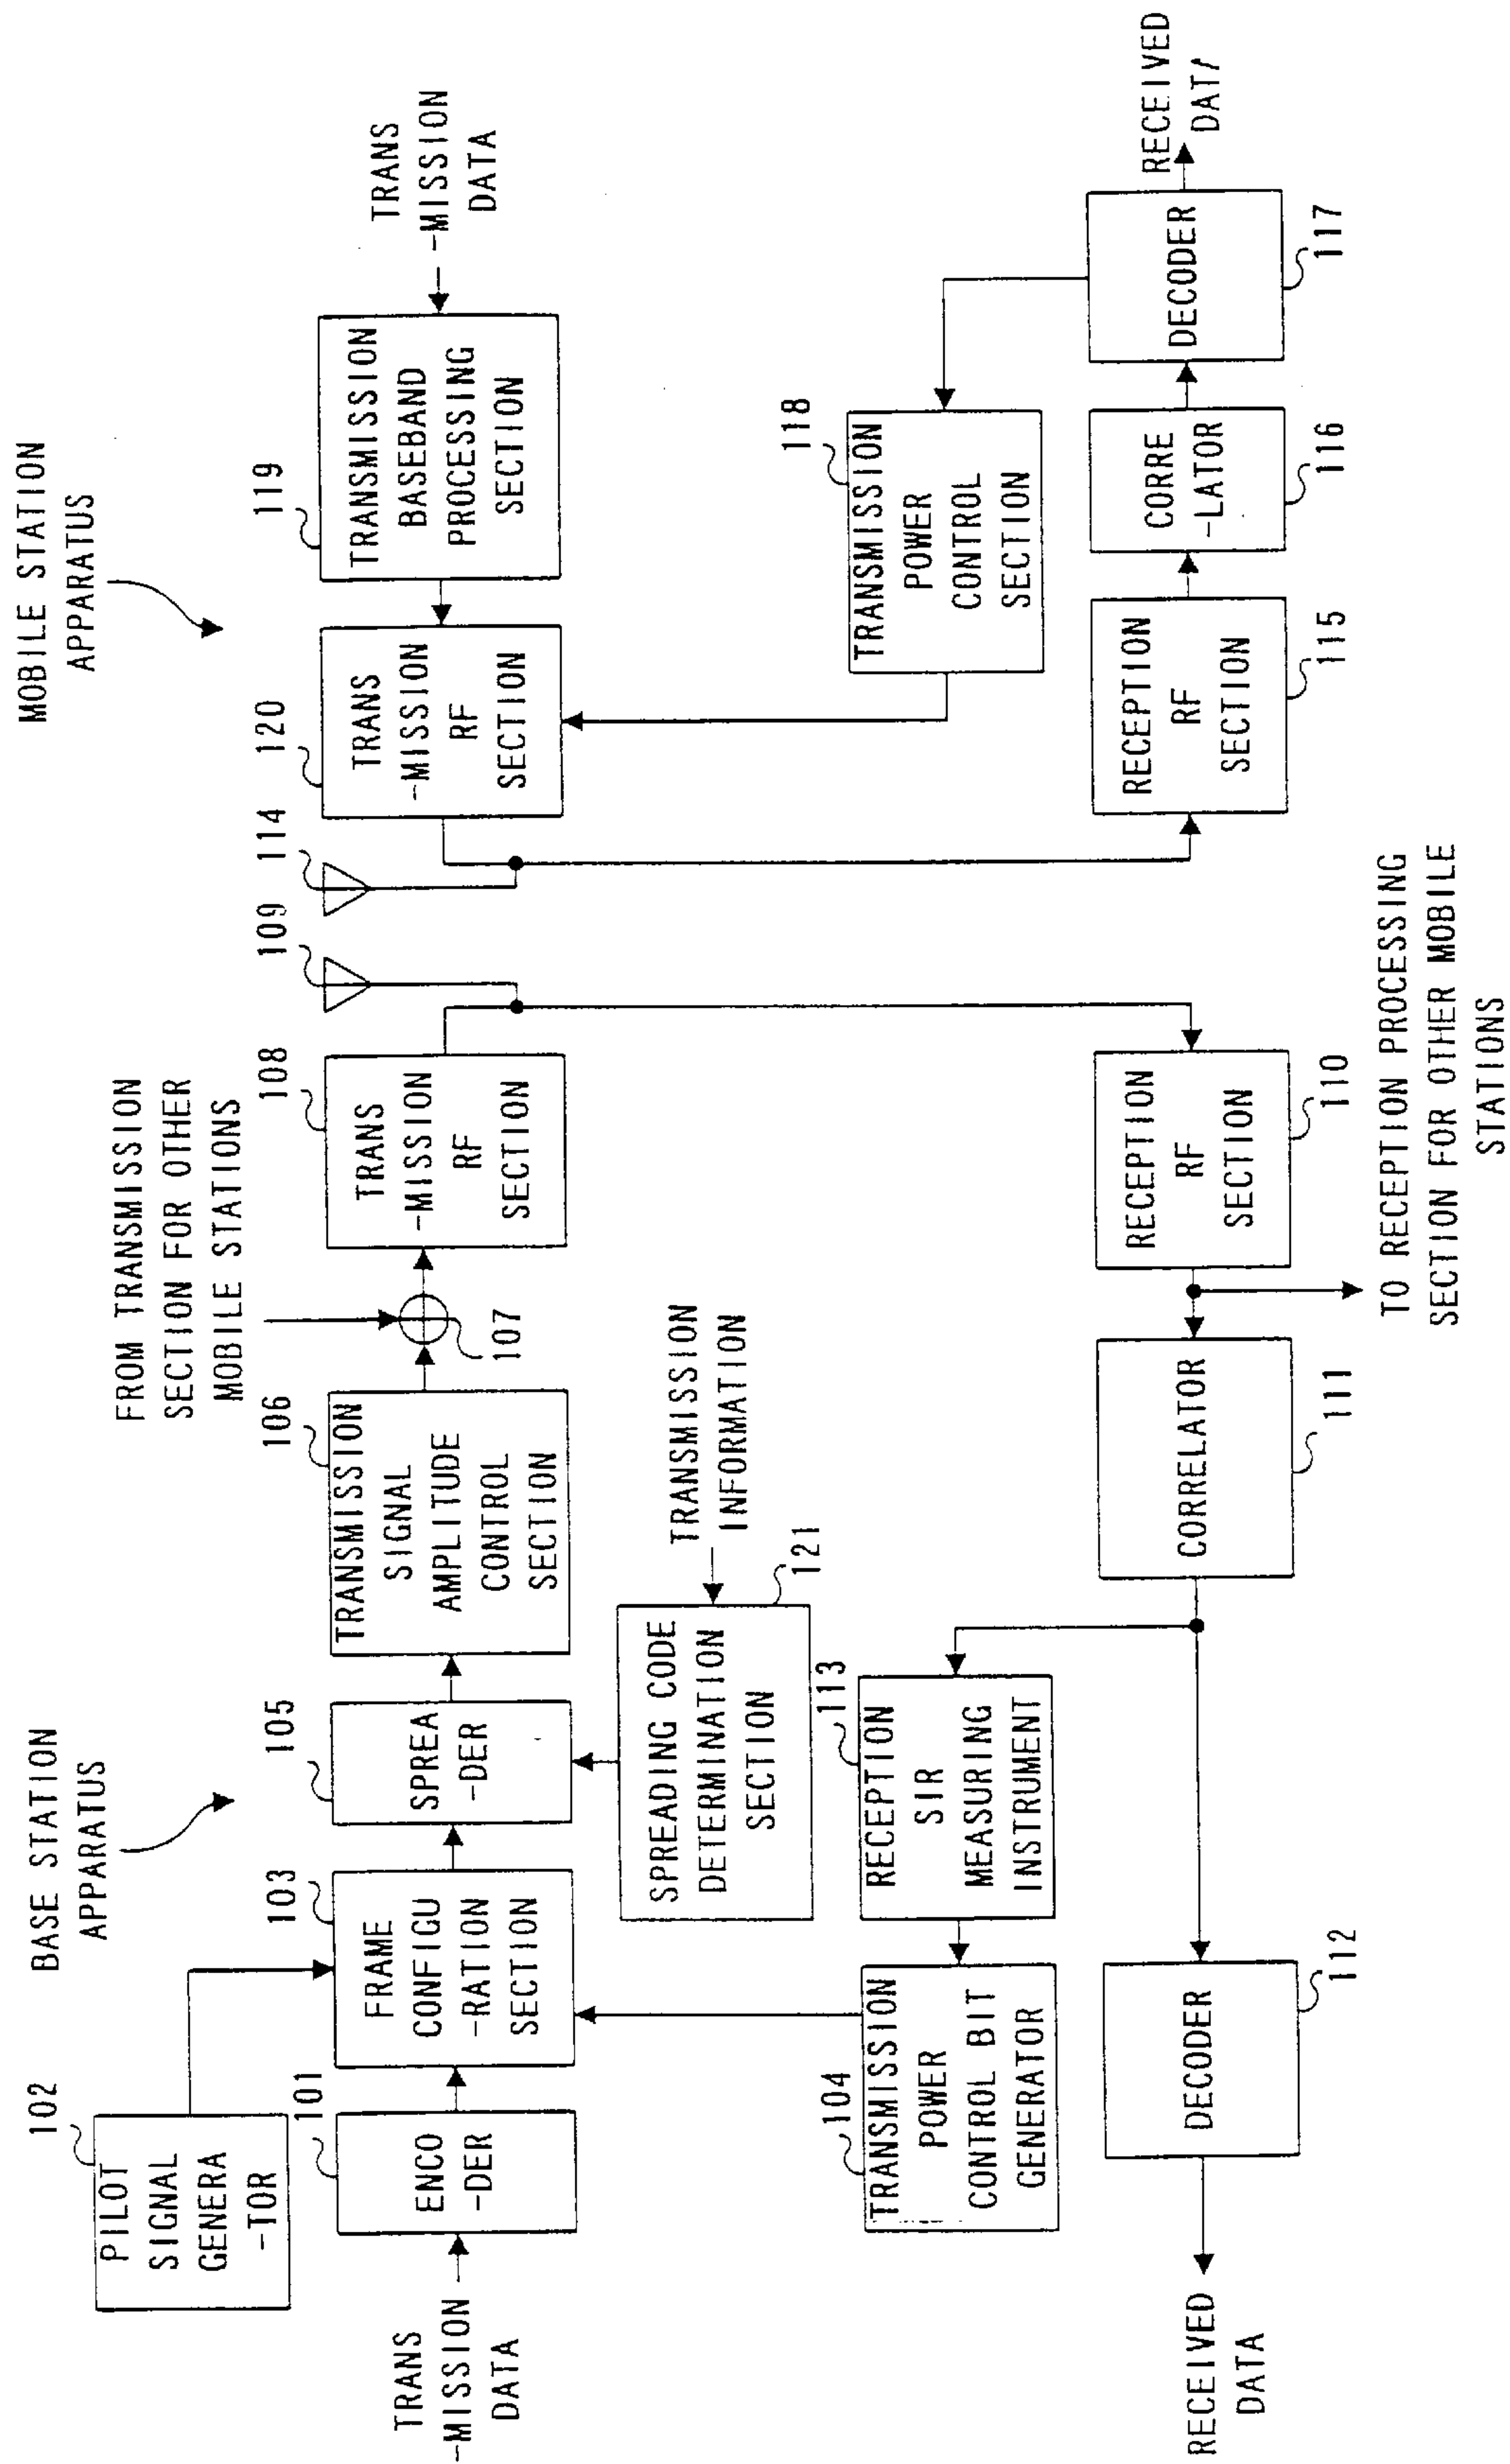 BASE STATION
APPARATUS
MOBILE STATION
APPARATUS
FROM TRANSMISSION
SECTION FOR OTHER
MOBILE STATIONS
102
PILOT
SIGNAL
GENERA
-TOR
TRANS
-MISSION
DATA
101
ENCO
-DER
103
FRAME
CONFIGU
-RATION
SECTION
105
SPREA
-DER
106
TRANSMISSION
SIGNAL
AMPLITUDE
CONTROL
SECTION
107
108
TRANS
-MISSION
RF
SECTION
109
114
120
TRANS
-MISSION
RF
SECTION
119
TRANSMISSION
BASEBAND
PROCESSING
SECTION
TRANS
-MISSION
DATA
TRANSMISSION
INFORMATION
121
SPREADING CODE
DETERMINATION
SECTION
104
TRANSMISSION
POWER
CONTROL BIT
GENERATOR
113
RECEPTION
SIR
MEASURING
INSTRUMENT
118
TRANSMISSION
POWER
CONTROL
SECTION
RECEIVED
DATA
DECODER
112
CORRELATOR
111
RECEPTION
RF
SECTION
110
TO RECEPTION PROCESSING
SECTION FOR OTHER MOBILE
STATIONS
RECEPTION
RF
SECTION
115
CORRE
-LATOR
116
DECODER
117
RECEIVED
DATA